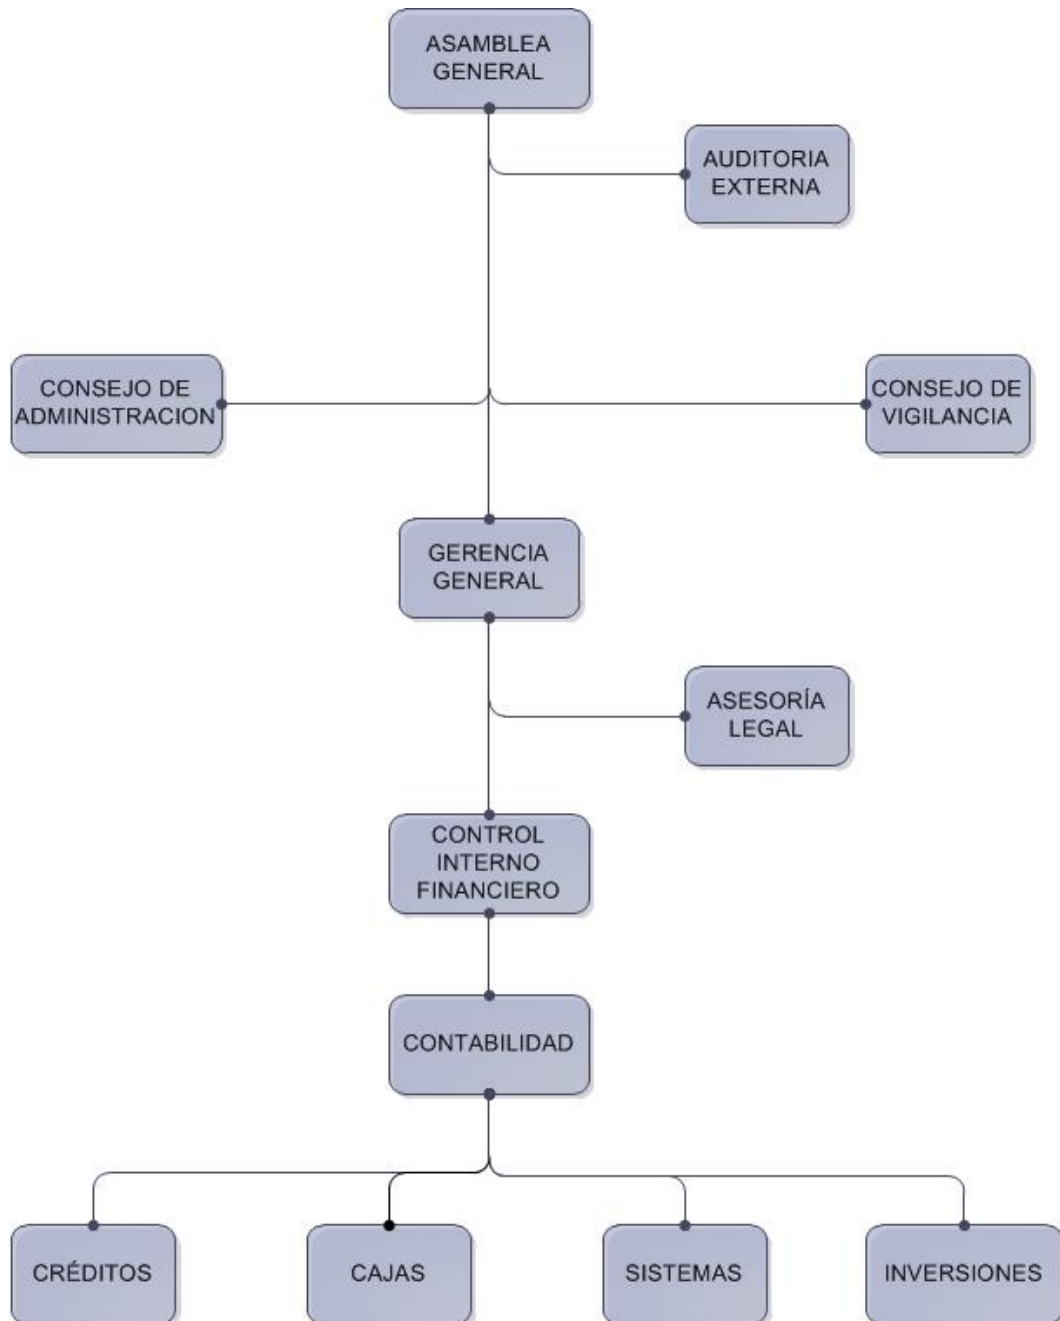 ASAMBLEA
GENERAL
AUDITORIA
EXTERNA
CONSEJO DE
ADMINISTRACION
CONSEJO DE
VIGILANCIA
GERENCIA
GENERAL
ASESORÍA
LEGAL
CONTROL
INTERNO
FINANCIERO
CONTABILIDAD
CRÉDITOS
CAJAS
SISTEMAS
INVERSIONES